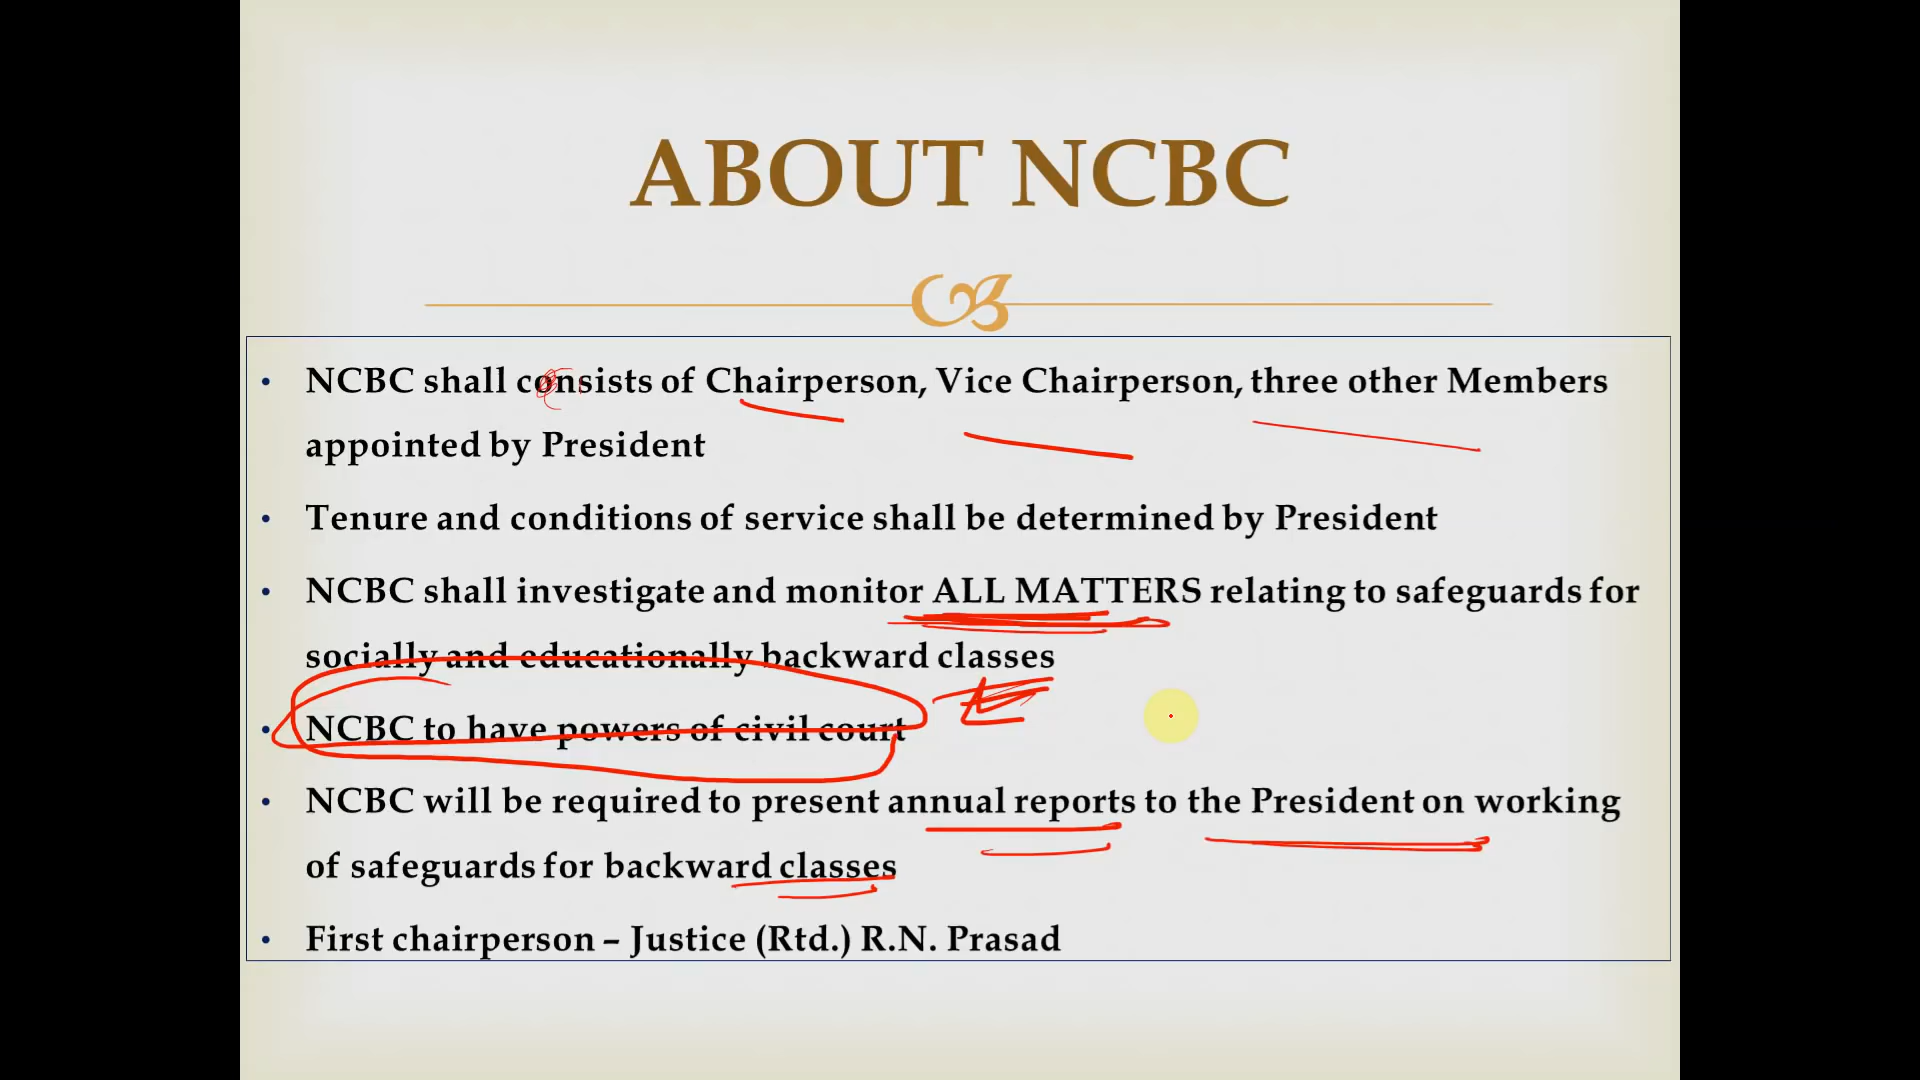 ABOUT NCBC
• NCBC shall consists of Chairperson, Vice Chairperson, three other Members
appointed by President
• Tenure and conditions of service shall be determined by President
• NCBC shall investigate and monitor ALL MATTERS relating to safeguards for
socially and educationally backward classes
• NCBC to have powers of civil court
• NCBC will be required to present annual reports to the President on working
of safeguards for backward classes
• First chairperson – Justice (Rtd.) R.N. Prasad